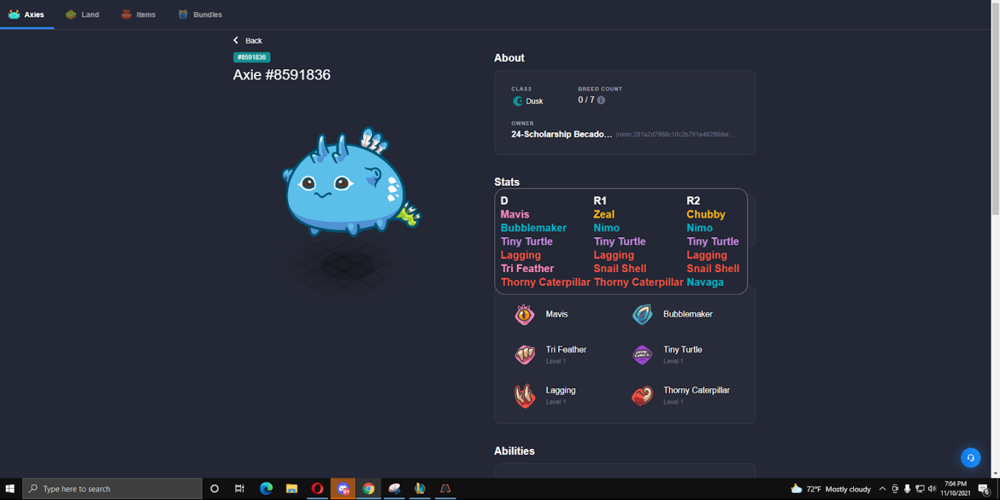 Axies Land Items Bundles
Back
#8591836
Axie #8591836
About
CLASS BREED COUNT
Dusk 0 / 7
OWNER
24-Scholarship Becado... (ronin:281a2d7968c10c2b791e492f8bba...
Stats
D R1 R2
Mavis Zeal Chubby
Bubblemaker Nimo Nimo
Tiny Turtle Tiny Turtle Tiny Turtle
Lagging Lagging Lagging
Tri Feather Snail Shell Snail Shell
Thorny Caterpillar Thorny Caterpillar Navaga
Mavis Bubblemaker
Tri Feather Tiny Turtle
Level 1 Level 1
Lagging Thorny Caterpillar
Level 1 Level 1
Abilities
Type here to search
9+
72°F Mostly cloudy
7:04 PM
11/10/2021
6